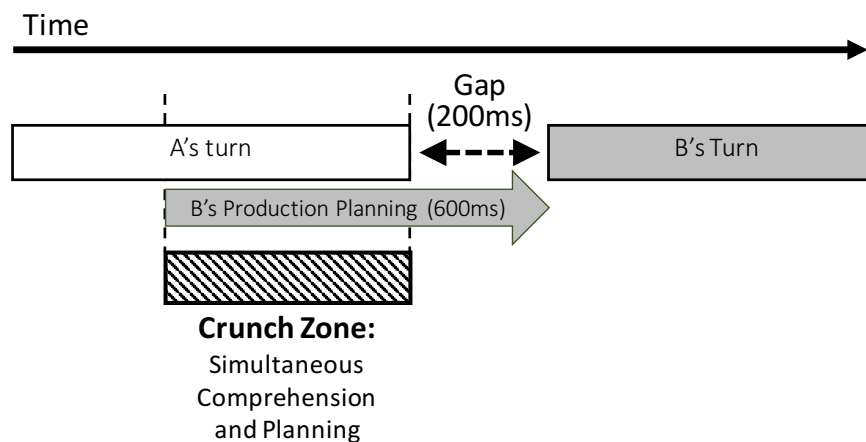 Time
Gap
(200ms)
A's turn
B's Turn
B's Production Planning (600ms)
Crunch Zone:
Simultaneous
Comprehension
and Planning